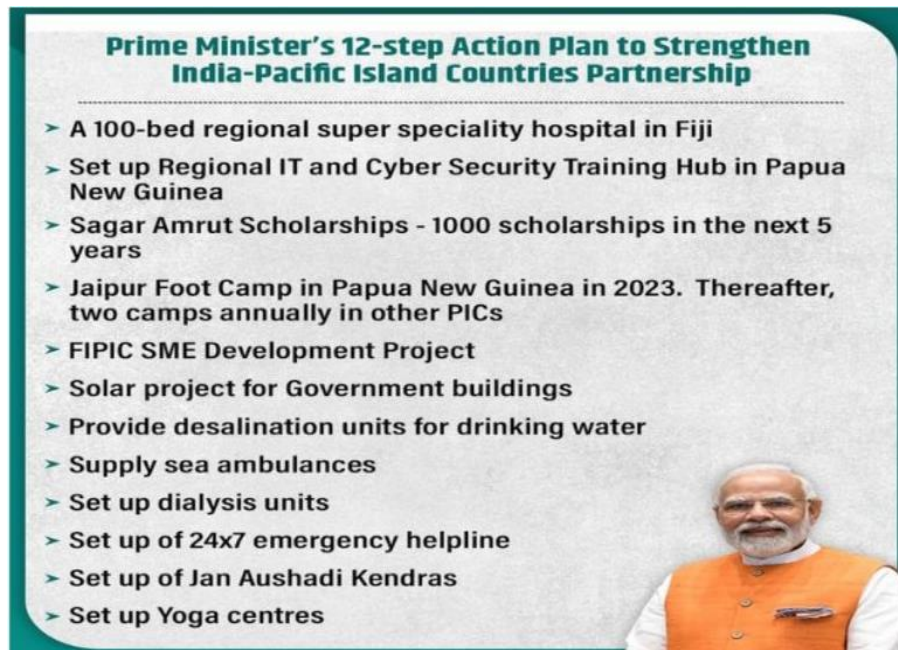 Prime Minister's 12-step Action Plan to Strengthen
India-Pacific Island Countries Partnership
➤ A 100-bed regional super speciality hospital in Fiji
➤ Set up Regional IT and Cyber Security Training Hub in Papua
New Guinea
➤ Sagar Amrut Scholarships - 1000 scholarships in the next 5
years
➤ Jaipur Foot Camp in Papua New Guinea in 2023. Thereafter,
two camps annually in other PICs
➤ FIPIC SME Development Project
➤ Solar project for Government buildings
➤ Provide desalination units for drinking water
➤ Supply sea ambulances
➤ Set up dialysis units
➤ Set up of 24x7 emergency helpline
➤ Set up of Jan Aushadi Kendras
➤ Set up Yoga centres